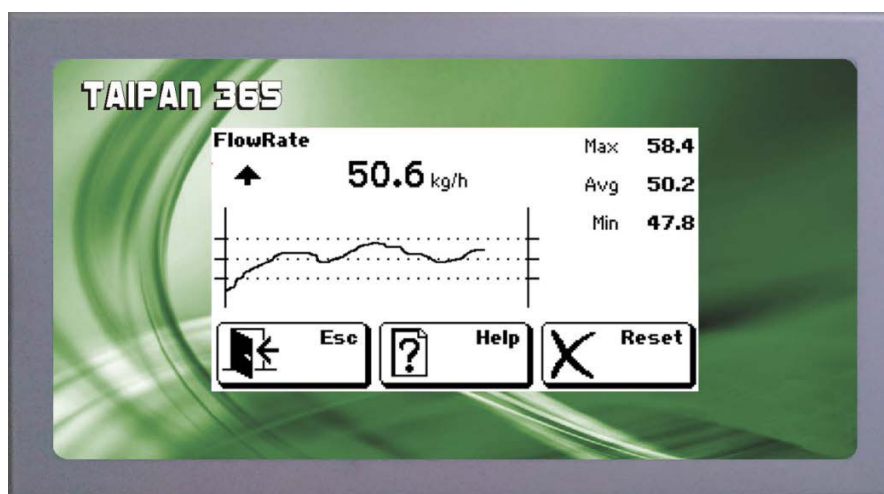 TAIPAN 365
FlowRate
50.6 kg/h
Max 58.4
Avg 50.2
Min 47.8
Esc
?
Help
Reset